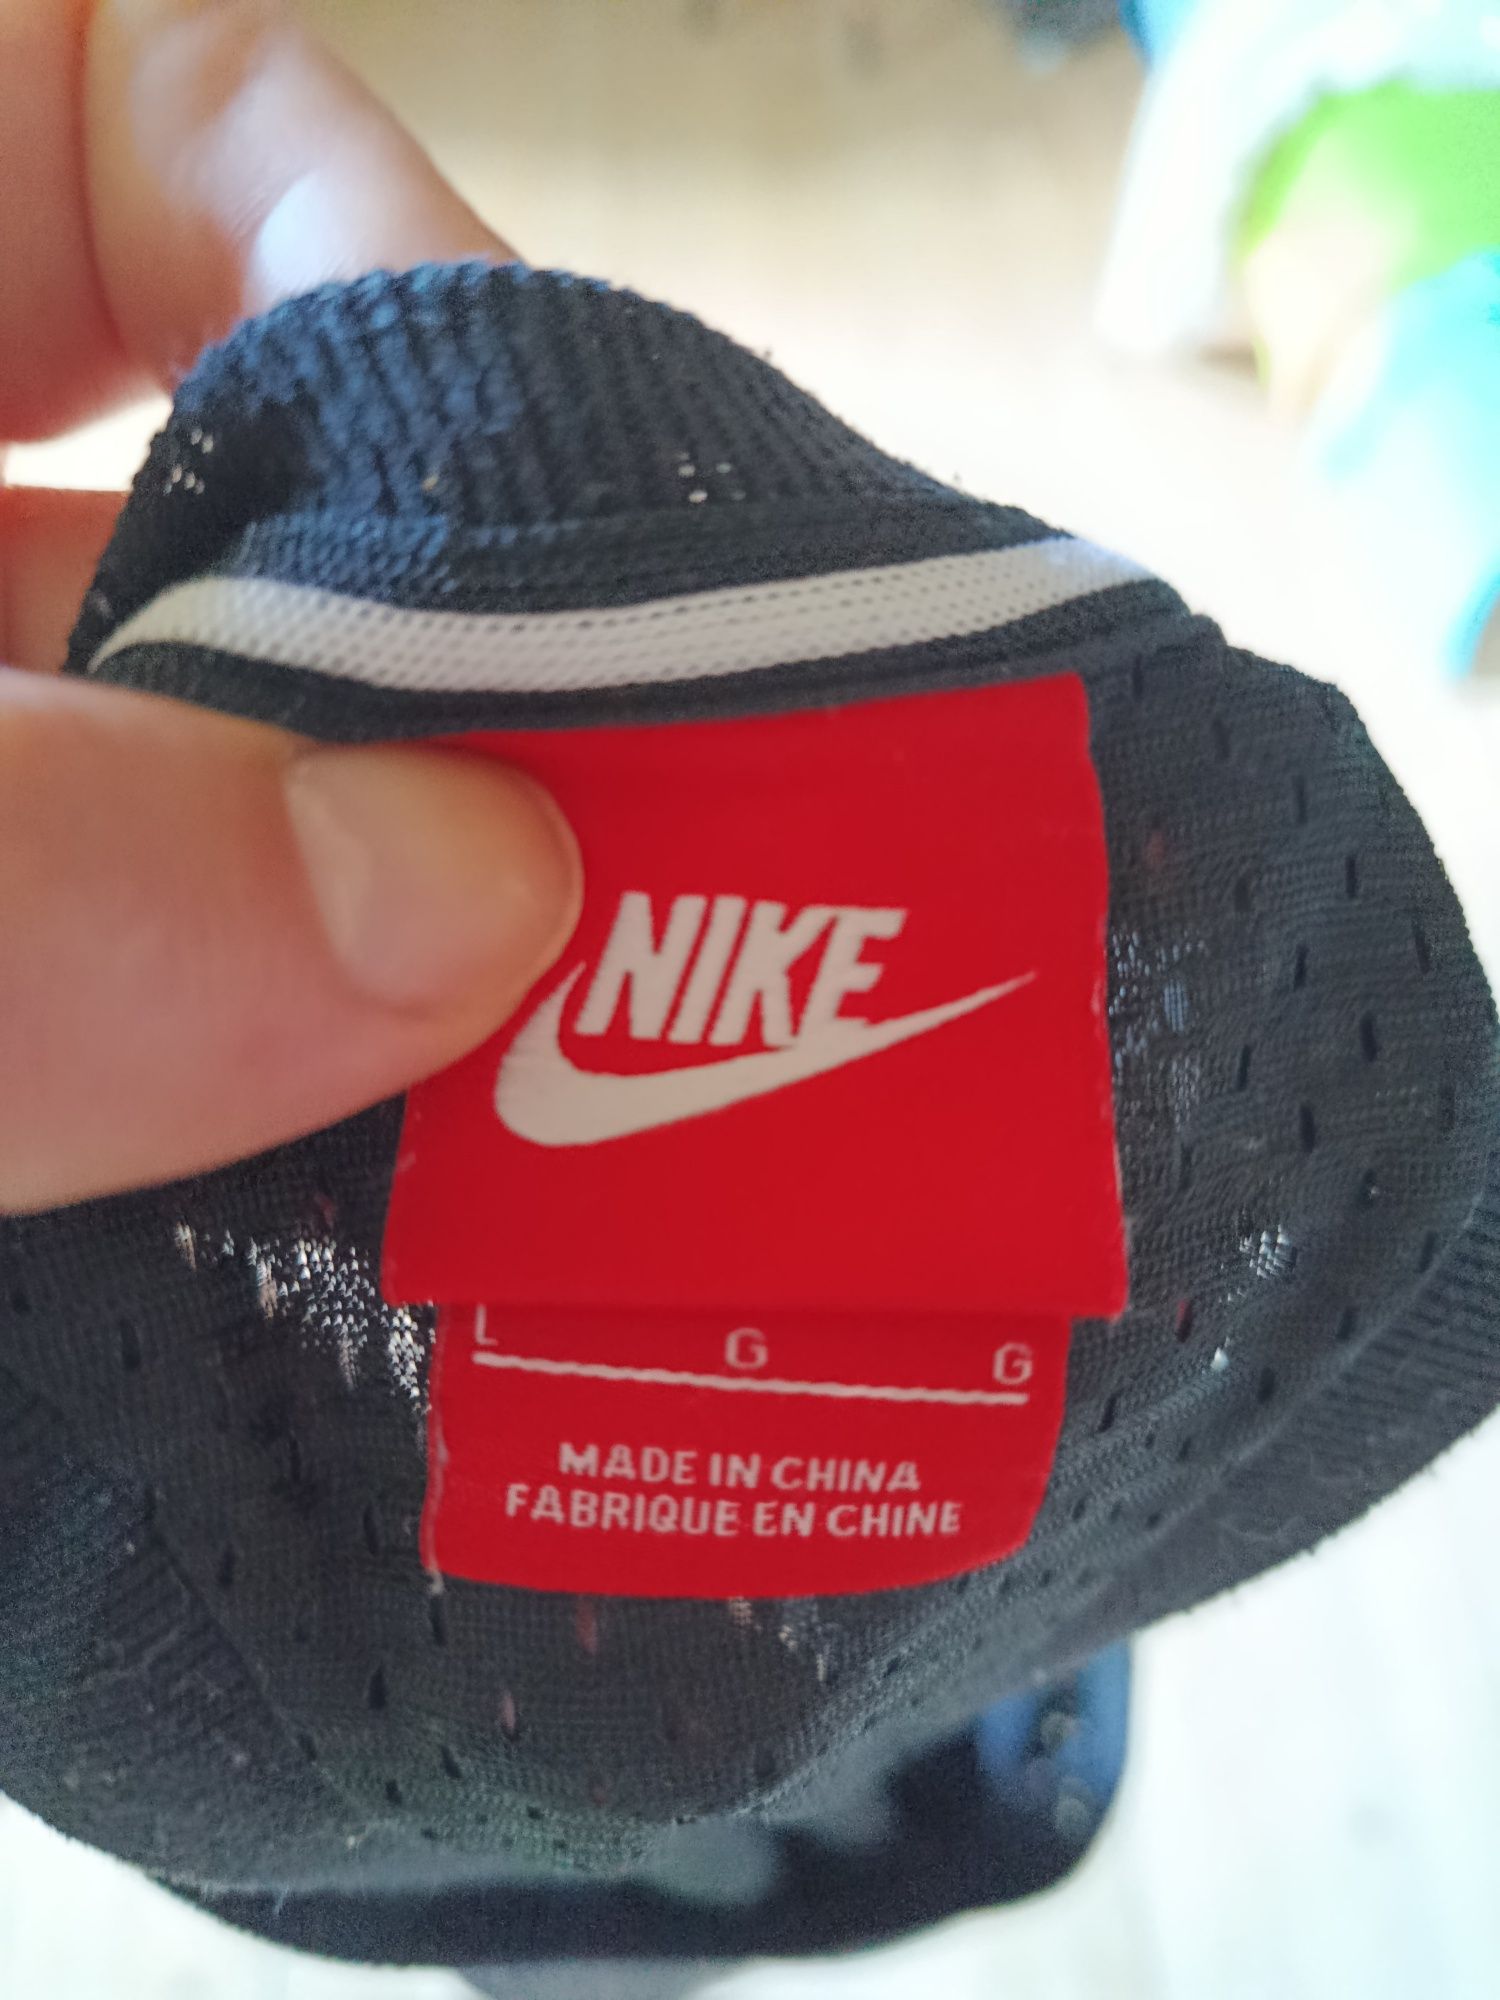 NIKE
L G G
MADE IN CHINA
FABRIQUE EN CHINE